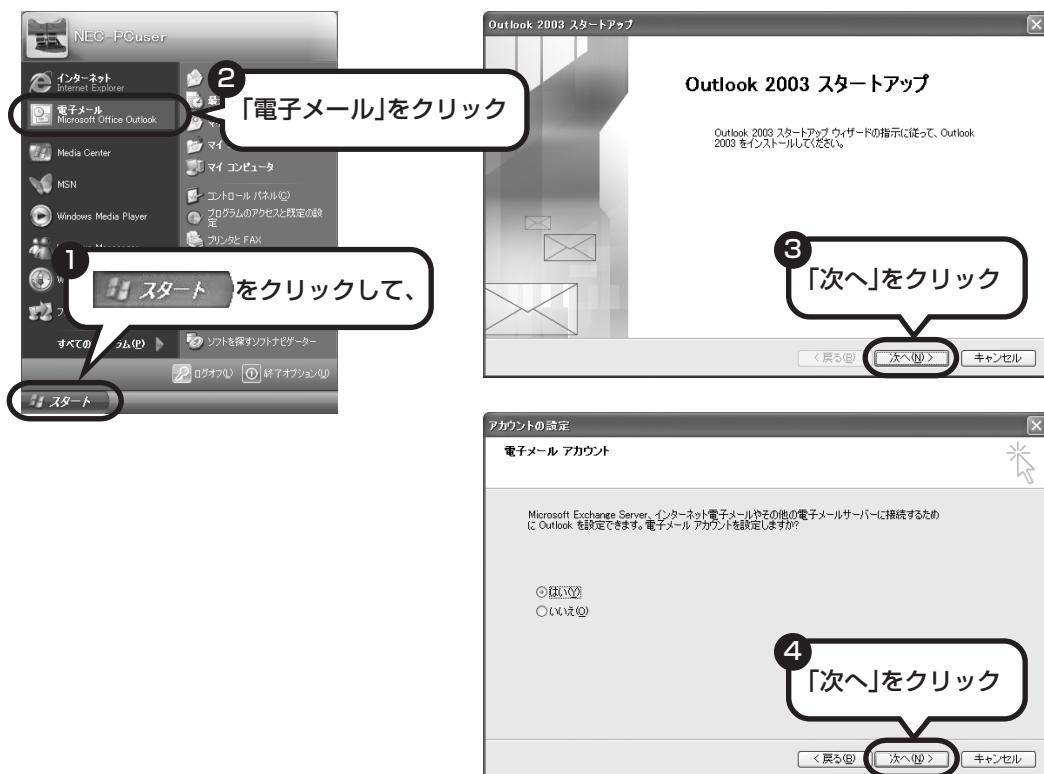 NEC-PCuser
インターネット
Internet Explorer
電子メール
Microsoft Office Outlook
Media Center
MSN
Windows Media Player
すべての
ラム(P)
マイ コンピュータ
コントロール パネル(C)
プログラムのアクセスと既定の設
定
プリンタと FAX
ソフトを探すソフトナビゲーター
ログオフ(L)
終了オプション(U)
スタート
1
スタート をクリックして、
2
「電子メール」をクリック
Outlook 2003 スタートアップ
Outlook 2003 スタートアップ
Outlook 2003 スタートアップ ウィザードの指示に従って、Outlook
2003 をインストールしてください。
3
「次へ」をクリック
< 戻る(B)
次へ(N) >
キャンセル
アカウントの設定
電子メール アカウント
Microsoft Exchange Server、インターネット電子メールやその他の電子メールサーバーに接続するため
に Outlook を設定できます。電子メール アカウントを設定しますか?
はい(Y)
いいえ(O)
4
「次へ」をクリック
< 戻る(B)
次へ(N) >
キャンセル